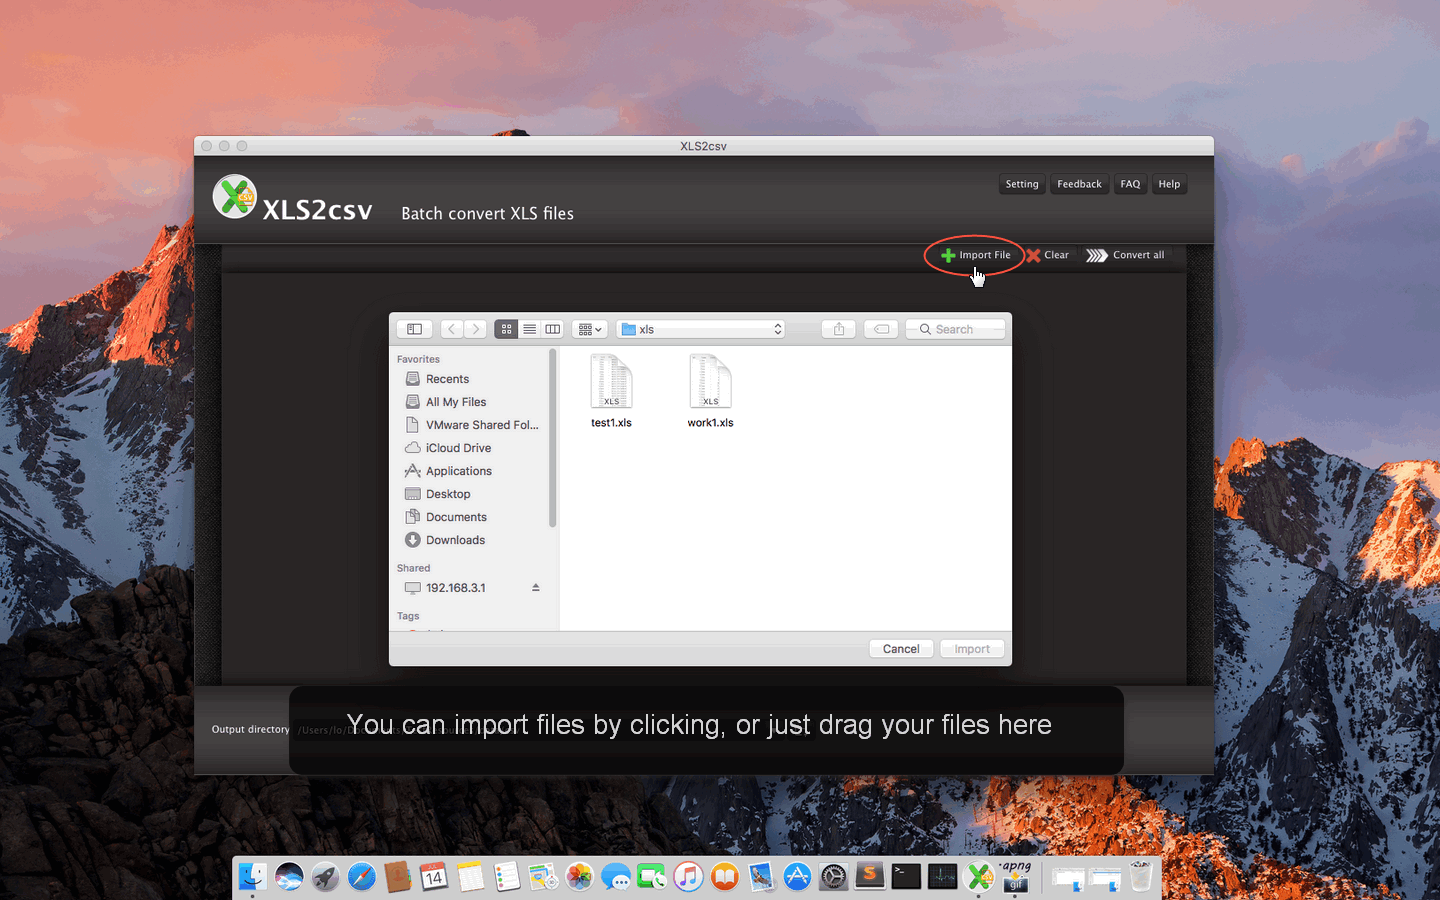 XLS2csv
XLS2csv
Batch convert XLS files
Setting
Feedback
FAQ
Help
Import File
Clear
Convert all
xls
Search
Favorites
Recents
All My Files
VMware Shared Fol...
iCloud Drive
Applications
Desktop
Documents
Downloads
Shared
192.168.3.1
Tags
XLS
test1.xls
XLS
work1.xls
Cancel
Import
You can import files by clicking, or just drag your files here
Output directory
14
.apng
gif